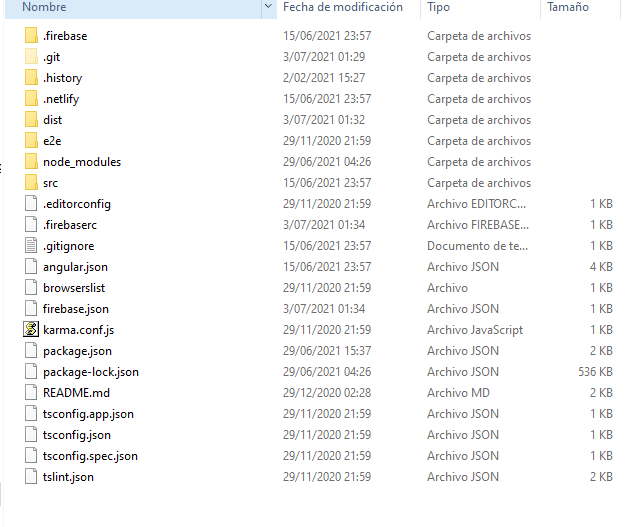 Nombre Fecha de modificación Tipo Tamaño
.firebase 15/06/2021 23:57 Carpeta de archivos
.git 3/07/2021 01:29 Carpeta de archivos
.history 2/02/2021 15:27 Carpeta de archivos
.netlify 15/06/2021 23:57 Carpeta de archivos
dist 3/07/2021 01:32 Carpeta de archivos
e2e 29/11/2020 21:59 Carpeta de archivos
node_modules 29/06/2021 04:26 Carpeta de archivos
src 15/06/2021 23:57 Carpeta de archivos
.editorconfig 29/11/2020 21:59 Archivo EDITORC... 1 KB
.firebaserc 3/07/2021 01:34 Archivo FIREBASE... 1 KB
.gitignore 15/06/2021 23:57 Documento de te... 1 KB
angular.json 15/06/2021 23:57 Archivo JSON 4 KB
browserslist 29/11/2020 21:59 Archivo 1 KB
firebase.json 3/07/2021 01:34 Archivo JSON 1 KB
karma.conf.js 29/11/2020 21:59 Archivo JavaScript 1 KB
package.json 29/06/2021 15:37 Archivo JSON 2 KB
package-lock.json 29/06/2021 04:26 Archivo JSON 536 KB
README.md 29/12/2020 02:28 Archivo MD 2 KB
tsconfig.app.json 29/11/2020 21:59 Archivo JSON 1 KB
tsconfig.json 29/11/2020 21:59 Archivo JSON 1 KB
tsconfig.spec.json 29/11/2020 21:59 Archivo JSON 1 KB
tslint.json 29/11/2020 21:59 Archivo JSON 2 KB